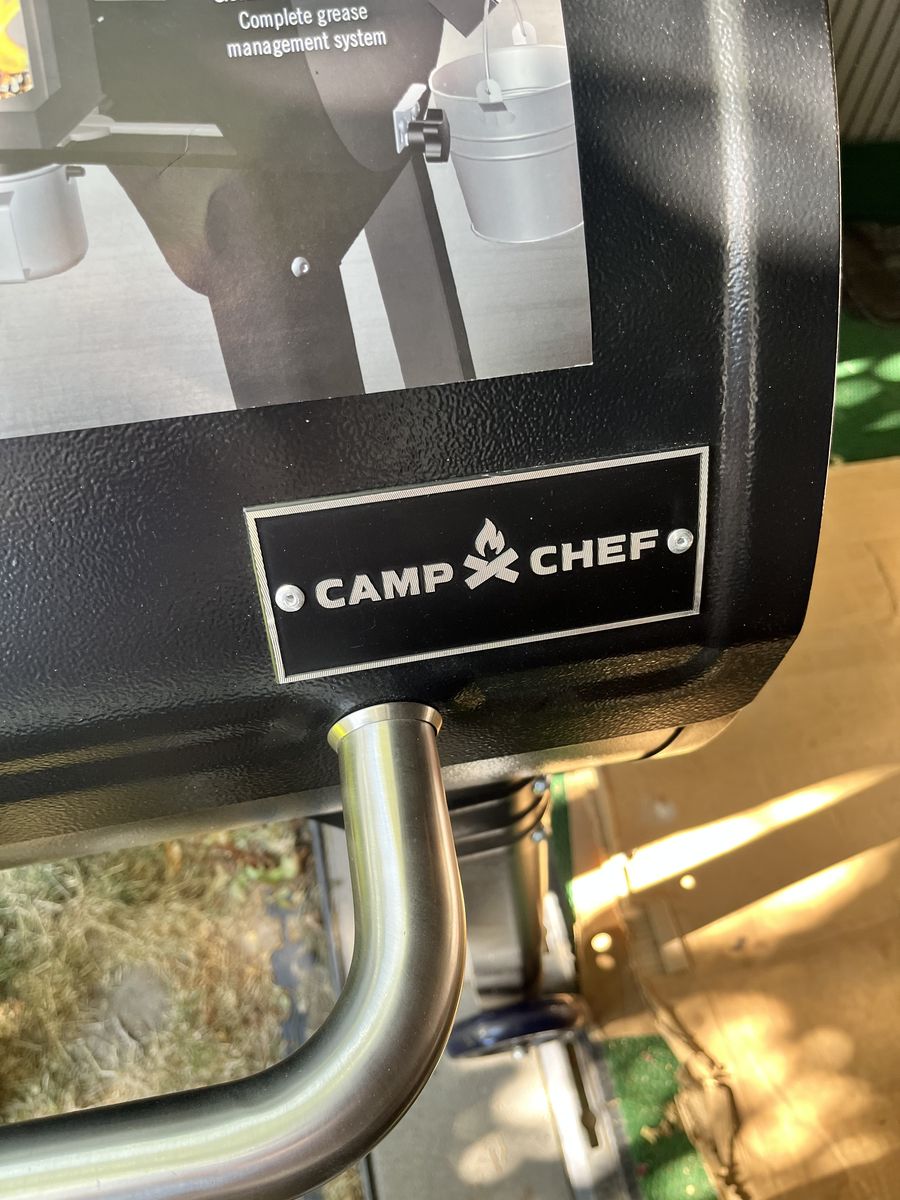 Complete grease
management system
CAMP CHEF